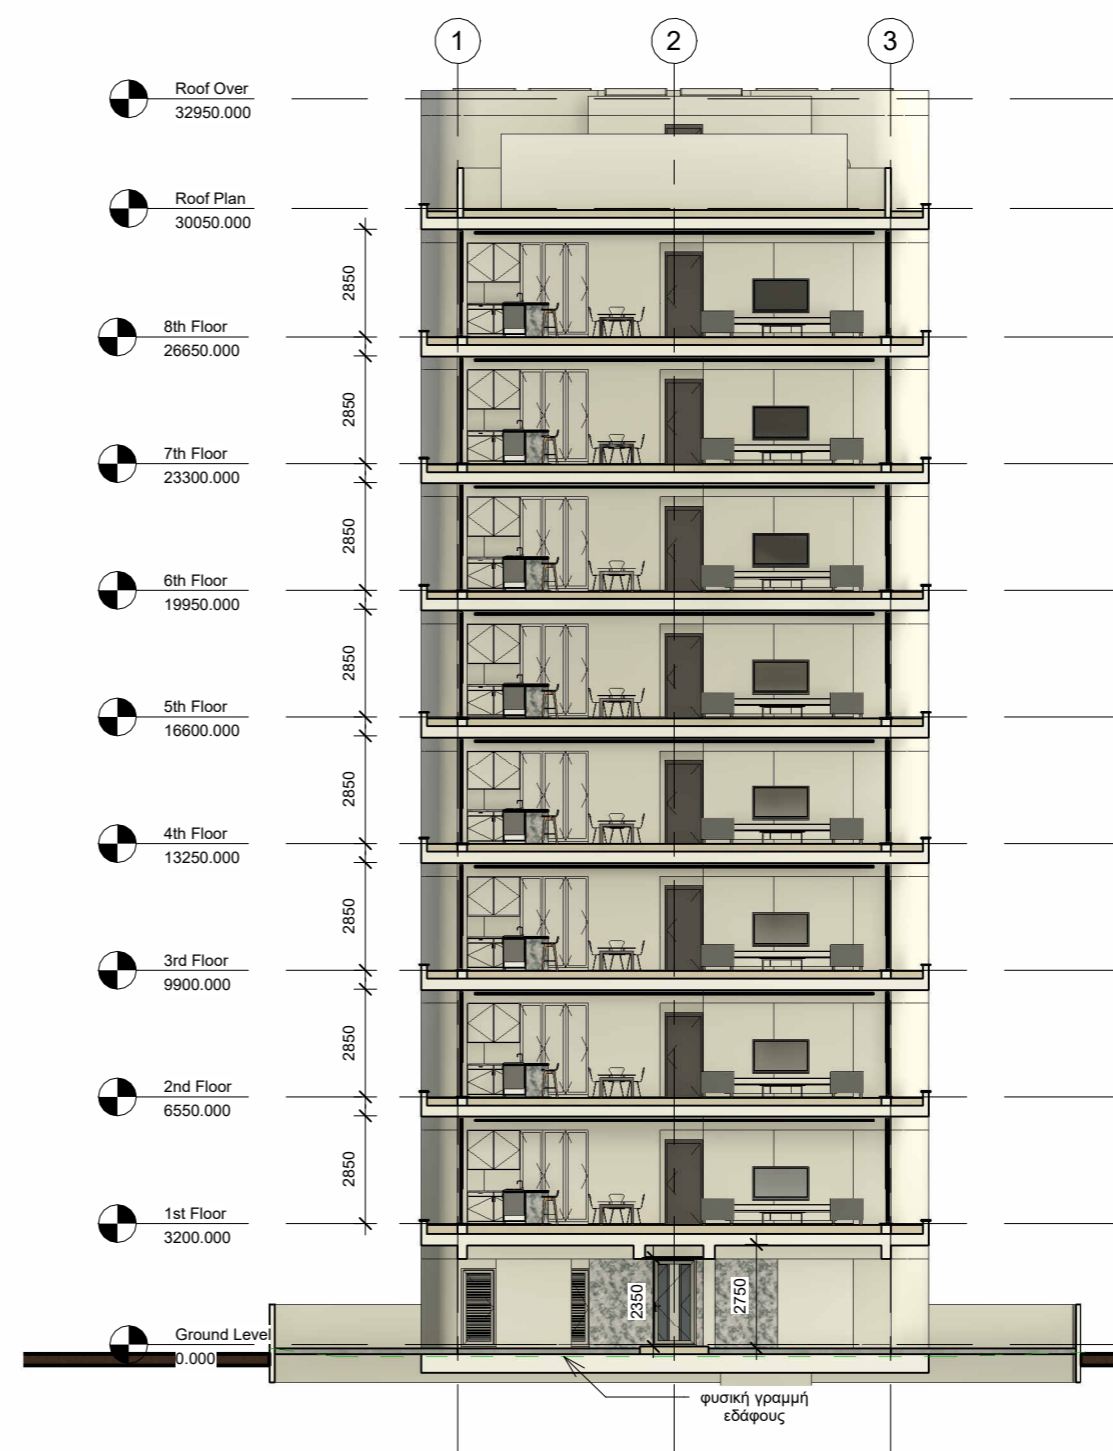 1
2
3
Roof Over
32950.000
Roof Plan
30050.000
2850
8th Floor
26650.000
2850
7th Floor
23300.000
2850
6th Floor
19950.000
2850
5th Floor
16600.000
2850
4th Floor
13250.000
2850
3rd Floor
9900.000
2850
2nd Floor
6550.000
2850
1st Floor
3200.000
2350
2750
Ground Level
0.000
φυσική γραμμή
εδάφους